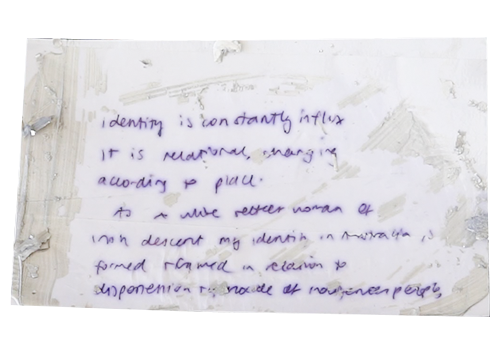 identity is constantly influx
it is relational, changing
according to place.
As a white settler woman of
irish descent my identity in Australia is
formed & framed in relation to
dispossession made of indigenous people,